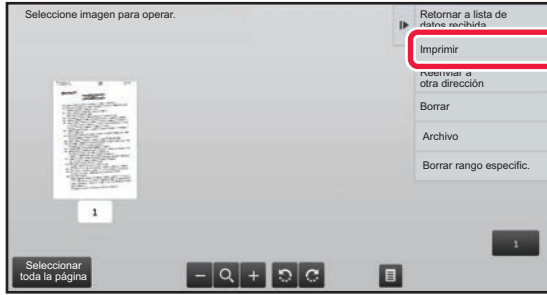 Seleccione imagen para operar.
Retornar a lista de
datos recibida
Imprimir
Reenviar a
otra dirección
Borrar
Archivo
Borrar rango especific.
1
1
Seleccionar
toda la página